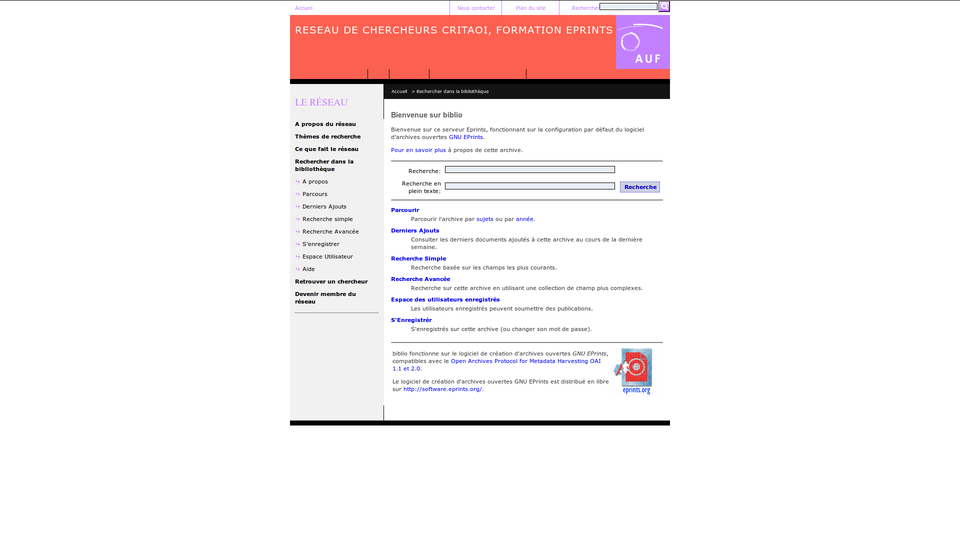 Accueil
Nous contacter
Plan du site
Rechercher
RESEAU DE CHERCHEURS CRITAOI, FORMATION EPRINTS
AUF
Accueil > Rechercher dans la bibliothèque
LE RÉSEAU
A propos du réseau
Thèmes de recherche
Ce que fait le réseau
Rechercher dans la
bibliothèque
A propos
Parcours
Derniers Ajouts
Recherche simple
Recherche Avancée
S'enregistrer
Espace Utilisateur
Aide
Retrouver un chercheur
Devenir membre du
réseau
Bienvenue sur biblio
Bienvenue sur ce serveur Eprints, fonctionnant sur la configuration par défaut du logiciel
d'archives ouvertes GNU EPrints.
Pour en savoir plus à propos de cette archive.
Recherche:
Recherche en
plein texte:
Recherche
Parcourir
Parcourir l'archive par sujets ou par année.
Derniers Ajouts
Consulter les derniers documents ajoutés à cette archive au cours de la dernière
semaine.
Recherche Simple
Recherche basée sur les champs les plus courants.
Recherche Avancée
Recherche sur cette archive en utilisant une collection de champ plus complexes.
Espace des utilisateurs enregistrés
Les utilisateurs enregistrés peuvent soumettre des publications.
S'Enregistrér
S'enregistrés sur cette archive (ou changer son mot de passe).
biblio fonctionne sur le logiciel de création d'archives ouvertes GNU EPrints,
compatibles avec le Open Archives Protocol for Metadata Harvesting OAI
1.1 et 2.0.
Le logiciel de création d'archives ouvertes GNU EPrints est distribué en libre
sur http://software.eprints.org/.
eprints.org